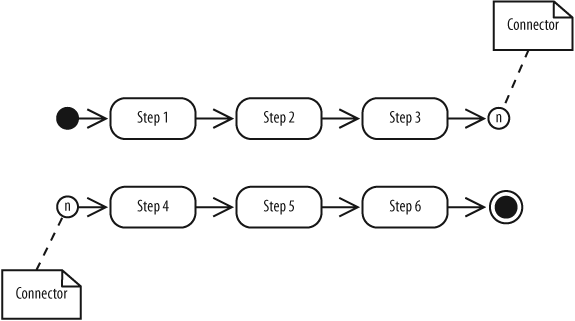 Connector
Step 1 Step 2 Step 3 n
n Step 4 Step 5 Step 6
Connector